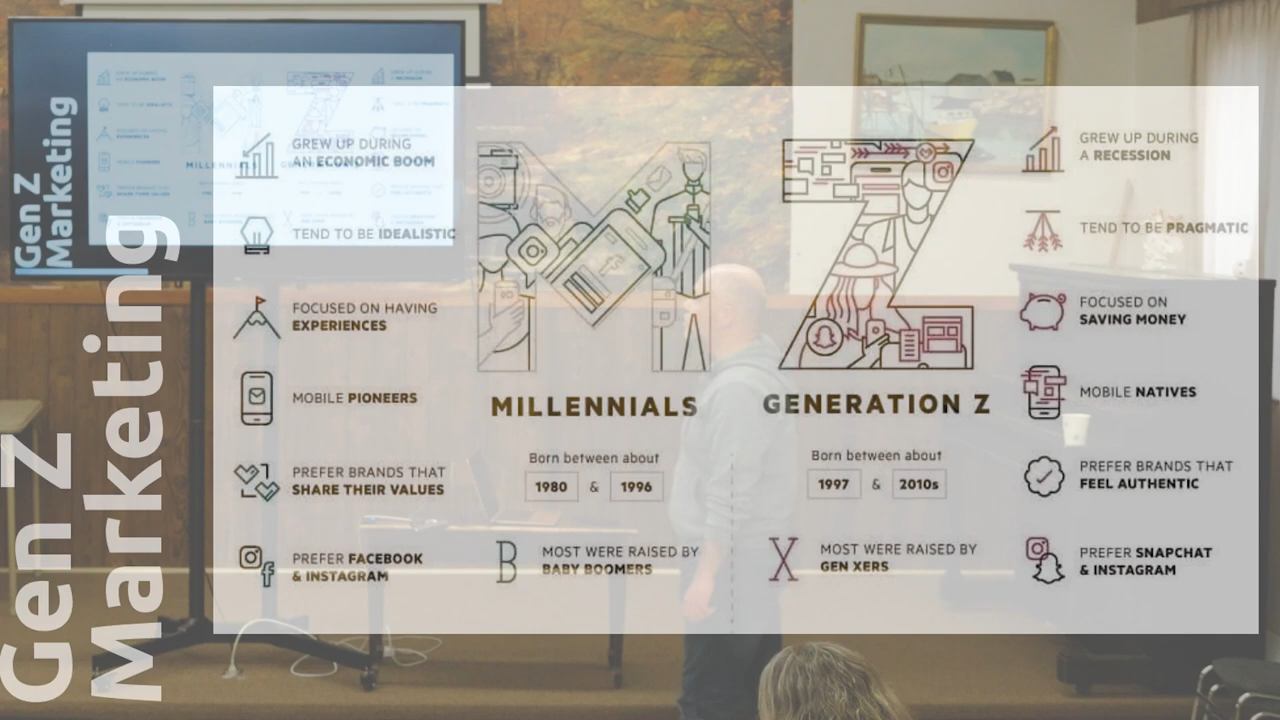 Gen Z
Marketing
GREW UP DURING
AN ECONOMIC BOOM
TEND TO BE IDEALISTIC
FOCUSED ON HAVING
EXPERIENCES
MOBILE PIONEERS
PREFER BRANDS THAT
SHARE THEIR VALUES
PREFER FACEBOOK
& INSTAGRAM
MILLENNIALS
Born between about
1980 & 1996
B MOST WERE RAISED BY
BABY BOOMERS
GENERATION Z
Born between about
1997 & 2010s
X MOST WERE RAISED BY
GEN XERS
GREW UP DURING
A RECESSION
TEND TO BE PRAGMATIC
FOCUSED ON
SAVING MONEY
MOBILE NATIVES
PREFER BRANDS THAT
FEEL AUTHENTIC
PREFER SNAPCHAT
& INSTAGRAM
Gen Z
Marketing